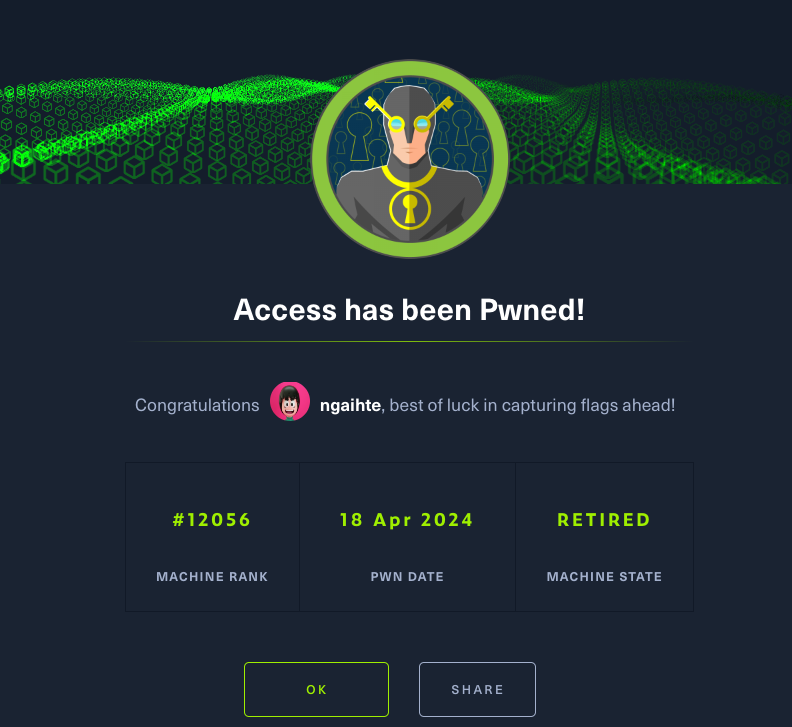 Access has been Pwned!
Congratulations ngaihte, best of luck in capturing flags ahead!
#12056 18 Apr 2024 RETIRED
MACHINE RANK PWN DATE MACHINE STATE
OK SHARE